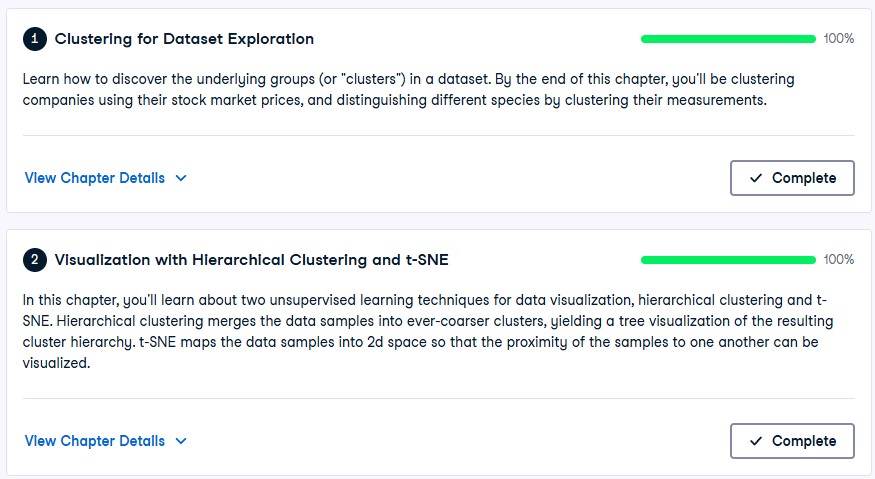 1 Clustering for Dataset Exploration 100%
Learn how to discover the underlying groups (or "clusters") in a dataset. By the end of this chapter, you'll be clustering
companies using their stock market prices, and distinguishing different species by clustering their measurements.
View Chapter Details Complete
2 Visualization with Hierarchical Clustering and t-SNE 100%
In this chapter, you'll learn about two unsupervised learning techniques for data visualization, hierarchical clustering and t-
SNE. Hierarchical clustering merges the data samples into ever-coarser clusters, yielding a tree visualization of the resulting
cluster hierarchy. t-SNE maps the data samples into 2d space so that the proximity of the samples to one another can be
visualized.
View Chapter Details Complete